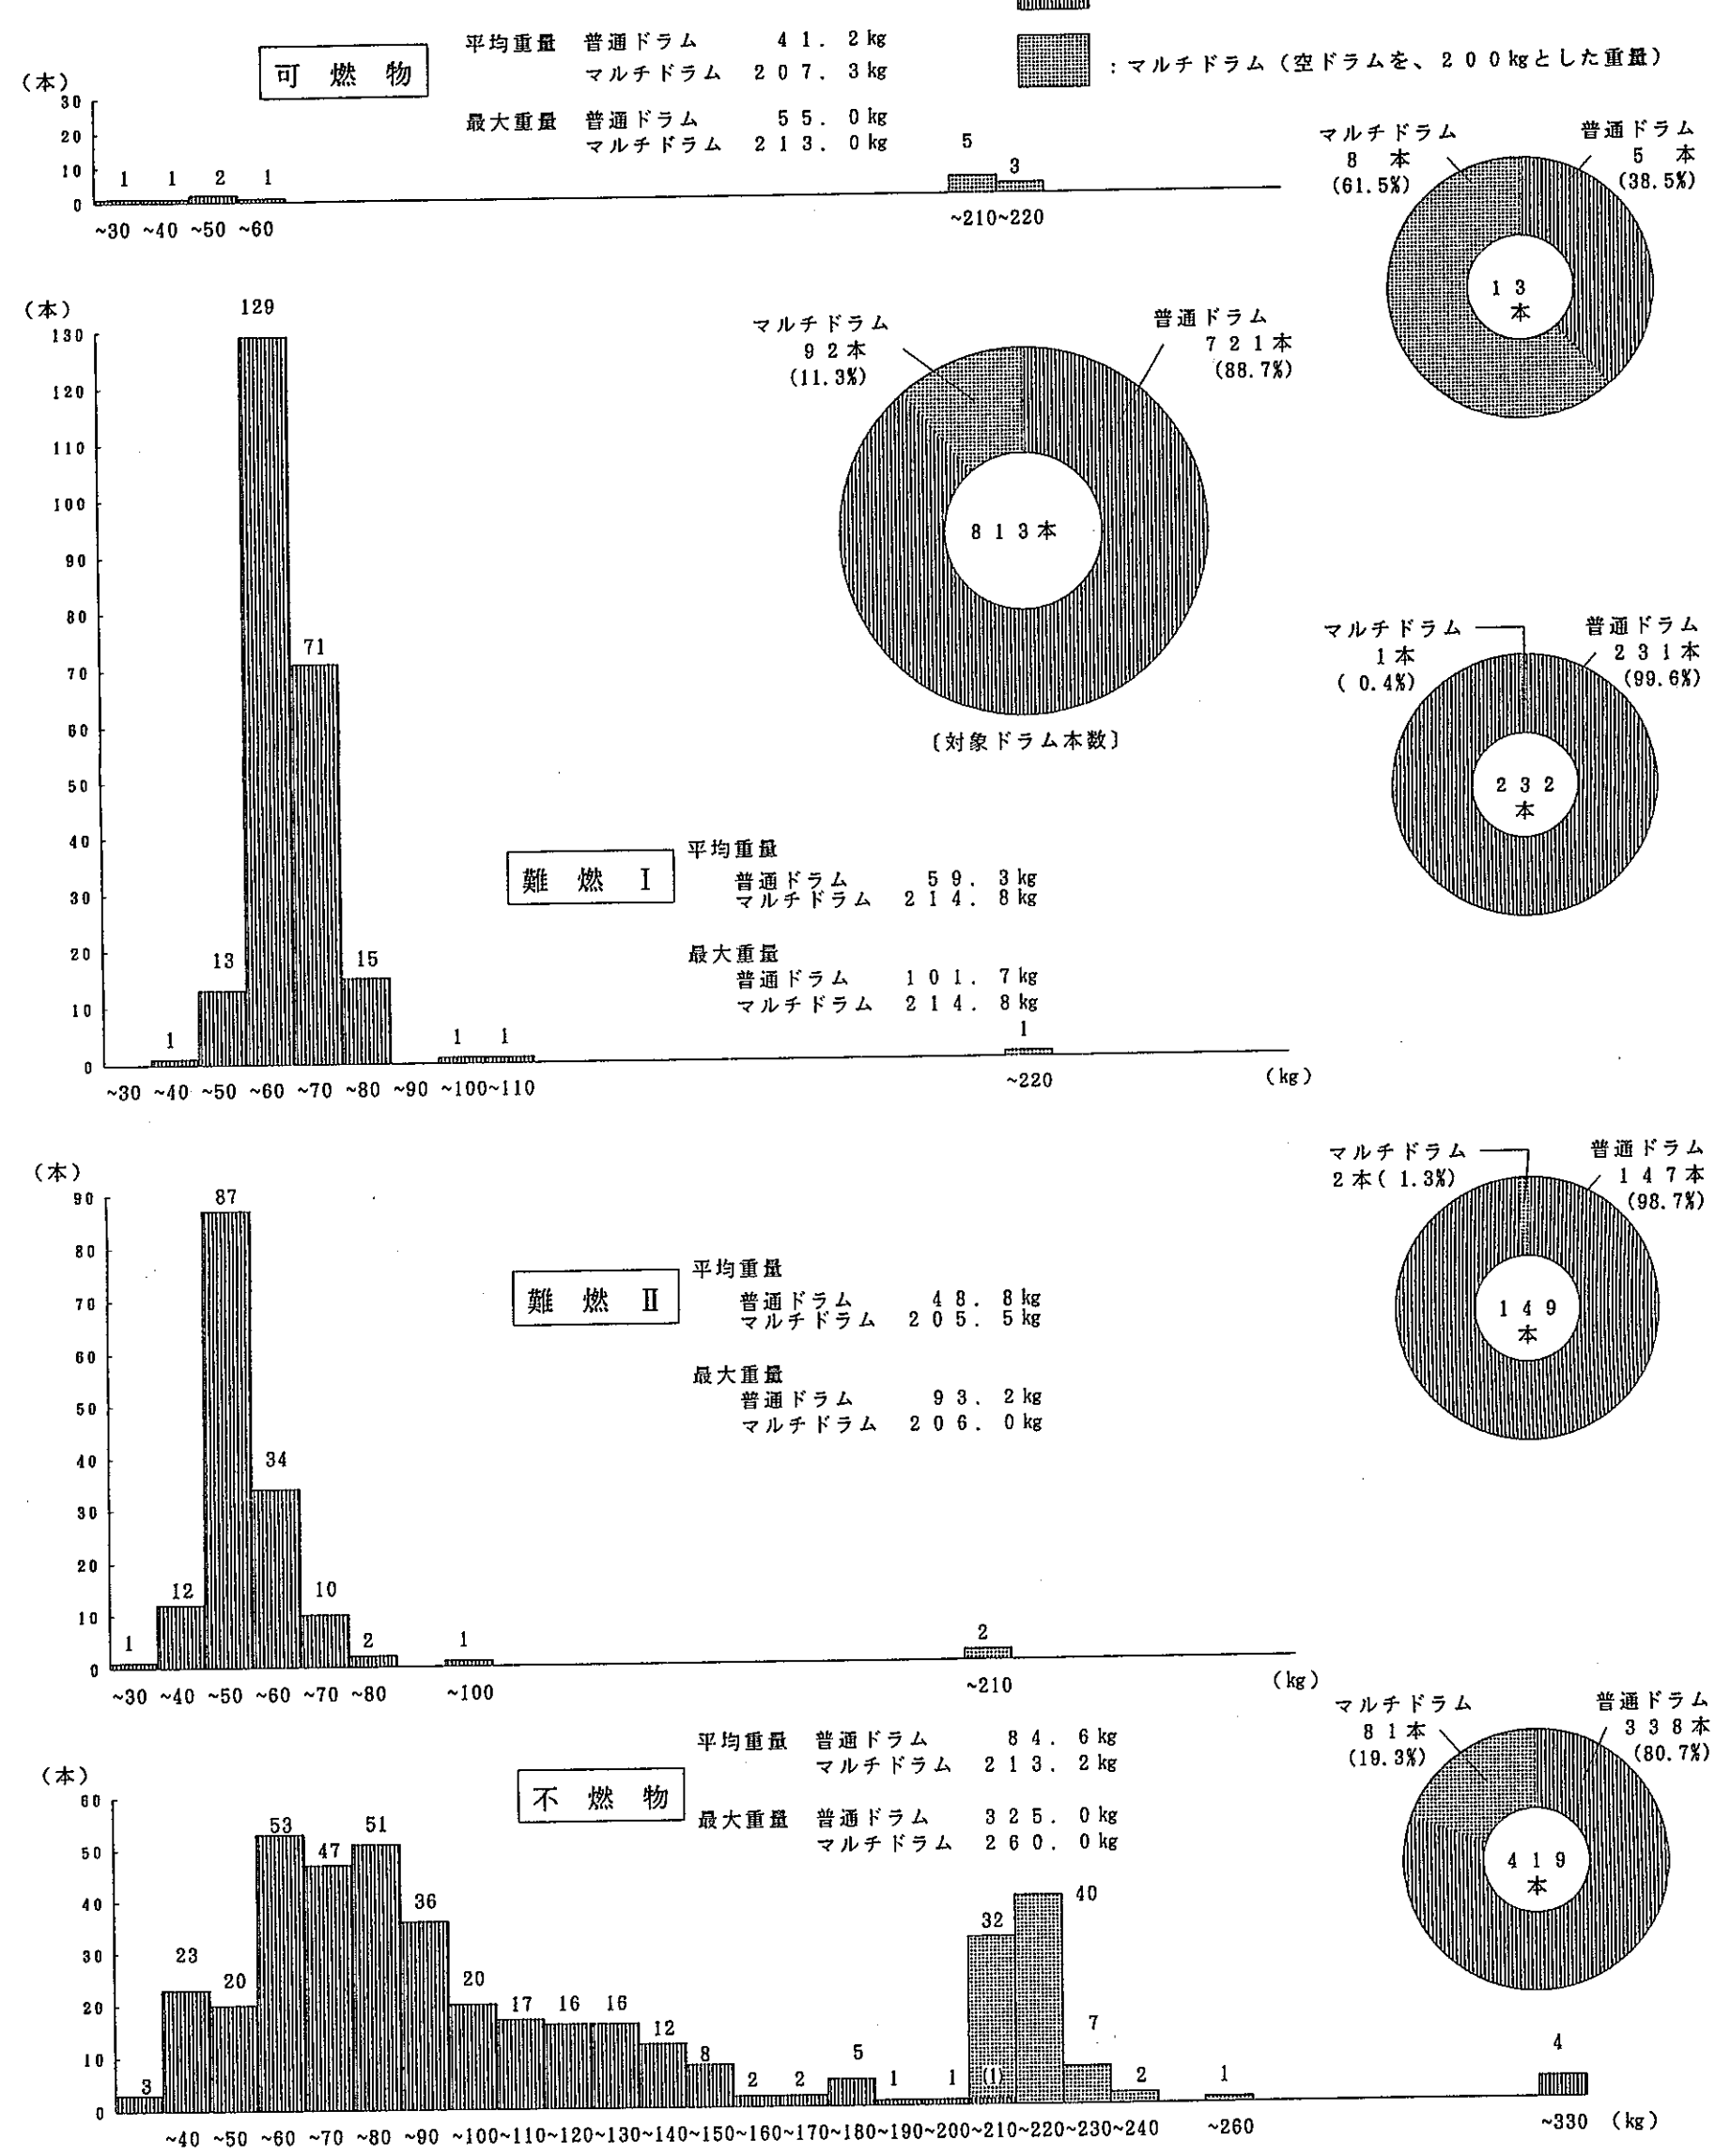 平均重量 普通ドラム 41.2kg
マルチドラム 207.3kg
最大重量 普通ドラム 55.0kg
マルチドラム 213.0kg
可燃物
:マルチドラム(空ドラムを、200kgとした重量)
(本)
30
20
10
0
1 1 2 1 5 3
~30 ~40 ~50 ~60 ~210~220
マルチドラム
8 本
(61.5%)
普通ドラム
5 本
(38.5%)
13
本
(本)
130
120
110
100
90
80
70
60
50
40
30
20
10
0
1 13 129 71 15 1 1 1
~30 ~40 ~50 ~60 ~70 ~80 ~90 ~100~110 ~220 (kg)
マルチドラム
92本
(11.3%)
普通ドラム
721本
(88.7%)
813本
〔対象ドラム本数〕
難燃 Ⅰ
平均重量
普通ドラム 59.3kg
マルチドラム 214.8kg
最大重量
普通ドラム 101.7kg
マルチドラム 214.8kg
マルチドラム
1本
( 0.4%)
普通ドラム
231本
(99.6%)
232
本
(本)
90
80
70
60
50
40
30
20
10
0
1 12 87 34 10 2 1 2
~30 ~40 ~50 ~60 ~70 ~80 ~100 ~210 (kg)
難燃 Ⅱ
平均重量
普通ドラム 48.8kg
マルチドラム 205.5kg
最大重量
普通ドラム 93.2kg
マルチドラム 206.0kg
マルチドラム
2本( 1.3%)
普通ドラム
147本
(98.7%)
149
本
平均重量 普通ドラム 84.6kg
マルチドラム 213.2kg
最大重量 普通ドラム 325.0kg
マルチドラム 260.0kg
不燃物
(本)
60
50
40
30
20
10
0
3 23 20 53 47 51 36 20 17 16 16 12 8 2 2 5 1 1 (1) 32 40 7 2 1 4
~40 ~50 ~60 ~70 ~80 ~90 ~100~110~120~130~140~150~160~170~180~190~200~210~220~230~240 ~260 ~330 (kg)
マルチドラム
81本
(19.3%)
普通ドラム
338本
(80.7%)
419
本